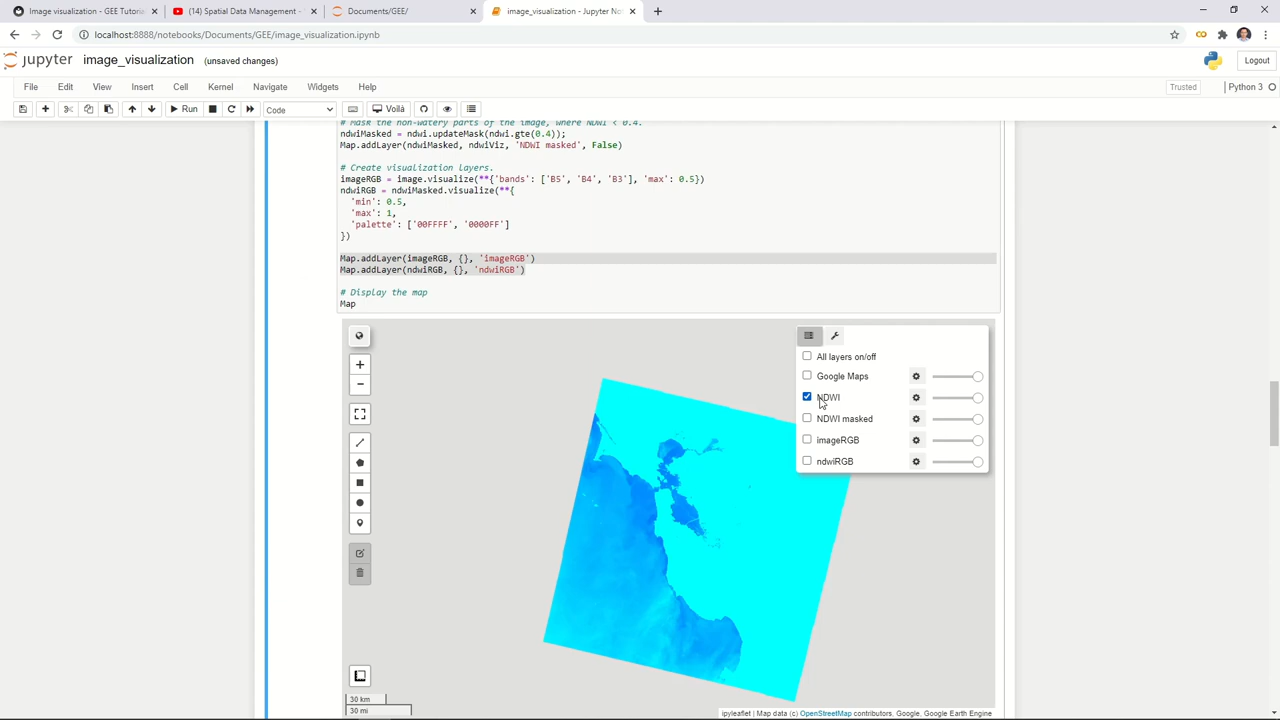 Image visualization - GEE Tutoria
(14) Spatial Data Management -
Documents/GEE/
image_visualization - Jupyter No
localhost:8888/notebooks/Documents/GEE/image_visualization.ipynb
jupyter image_visualization (unsaved changes)
Logout
File Edit View Insert Cell Kernel Navigate Widgets Help
Trusted
Python 3
Run
Code
Voilà
# Mask the non-watery parts of the image, where NDWI < 0.4.
ndwiMasked = ndwi.updateMask(ndwi.gte(0.4));
Map.addLayer(ndwiMasked, ndwiViz, 'NDWI masked', False)
# Create visualization layers.
imageRGB = image.visualize(**{'bands': ['B5', 'B4', 'B3'], 'max': 0.5})
ndwiRGB = ndwiMasked.visualize(**{
'min': 0.5,
'max': 1,
'palette': ['00FFFF', '0000FF']
})
Map.addLayer(imageRGB, {}, 'imageRGB')
Map.addLayer(ndwiRGB, {}, 'ndwiRGB')
# Display the map
Map
All layers on/off
Google Maps
NDWI
NDWI masked
imageRGB
ndwiRGB
30 km
30 mi
ipyleaflet | Map data (c) OpenStreetMap contributors, Google, Google Earth Engine